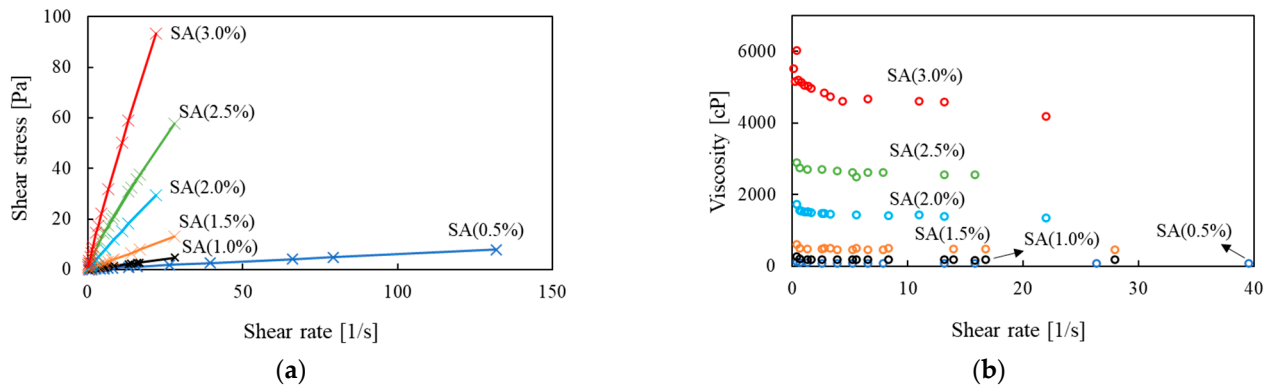 100
80
60
40
20
0
Shear stress [Pa]
SA(3.0%)
SA(2.5%)
SA(2.0%)
SA(1.5%)
SA(1.0%)
SA(0.5%)
0 50 100 150
Shear rate [1/s]
(a)
6000
4000
2000
0
Viscosity [cP]
SA(3.0%)
SA(2.5%)
SA(2.0%)
SA(1.5%) SA(1.0%) SA(0.5%)
0 10 20 30 40
Shear rate [1/s]
(b)